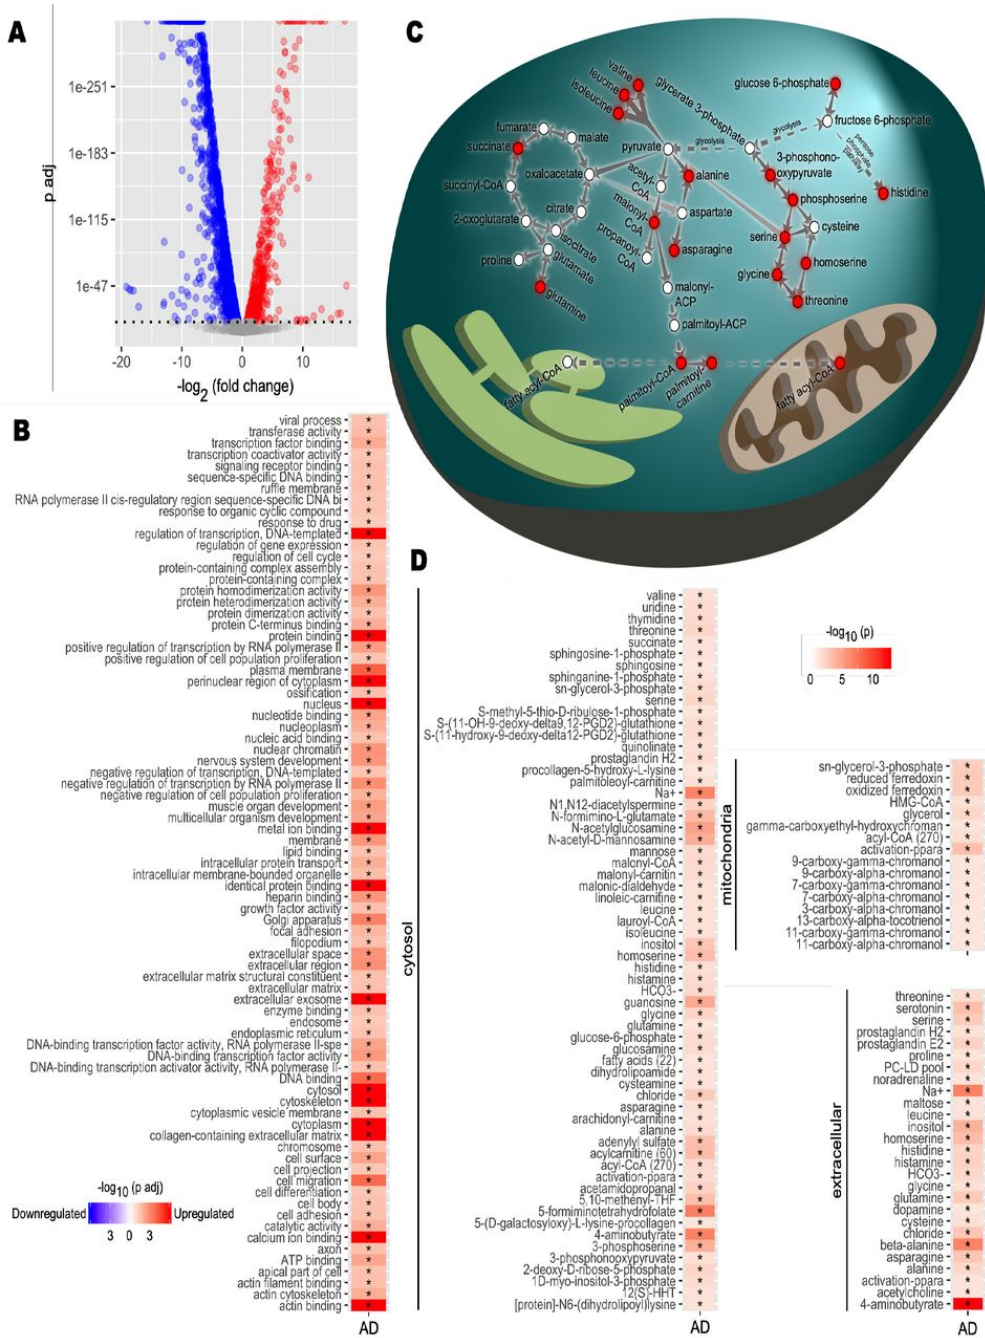 A
p adj
1e-251
1e-183
1e-115
1e-47
-20
-10
0
10
-log2 (fold change)
C
valine
leucine
isoleucine
glycerate 3-phosphate
glucose 6-phosphate
fructose 6-phosphate
glycolysis
glycolysis
pentose phosphate pathway
fumarate
malate
succinate
pyruvate
3-phosphono-
oxypyruvate
oxaloacetate
acetyl-
CoA
alanine
histidine
succinyl-CoA
phosphoserine
citrate
malonyl-
CoA
aspartate
2-oxoglutarate
cysteine
isocitrate
propanoyl-
CoA
asparagine
serine
proline
glutamate
homoserine
glycine
glutamine
malonyl-
ACP
threonine
palmitoyl-ACP
fatty acyl-CoA
palmitoyl-CoA
palmitoyl-
carnitine
fatty acyl-CoA
B
viral process
transferase activity
transcription factor binding
transcription coactivator activity
signaling receptor binding
sequence-specific DNA binding
ruffle membrane
RNA polymerase II cis-regulatory region sequence-specific DNA bi
response to organic cyclic compound
response to drug
regulation of transcription, DNA-templated
regulation of gene expression
regulation of cell cycle
protein-containing complex assembly
protein-containing complex
protein homodimerization activity
protein heterodimerization activity
protein dimerization activity
protein C-terminus binding
protein binding
positive regulation of transcription by RNA polymerase II
positive regulation of cell population proliferation
plasma membrane
perinuclear region of cytoplasm
ossification
nucleus
nucleotide binding
nucleoplasm
nucleic acid binding
nuclear chromatin
nervous system development
negative regulation of transcription, DNA-templated
negative regulation of transcription by RNA polymerase II
negative regulation of cell population proliferation
muscle organ development
multicellular organism development
metal ion binding
membrane
lipid binding
intracellular protein transport
intracellular membrane-bounded organelle
identical protein binding
heparin binding
growth factor activity
Golgi apparatus
focal adhesion
filopodium
extracellular space
extracellular region
extracellular matrix structural constituent
extracellular matrix
extracellular exosome
enzyme binding
endosome
endoplasmic reticulum
DNA-binding transcription factor activity, RNA polymerase II-spe
DNA-binding transcription factor activity
DNA-binding transcription activator activity, RNA polymerase II-
DNA binding
cytosol
cytoskeleton
cytoplasmic vesicle membrane
cytoplasm
collagen-containing extracellular matrix
chromosome
cell surface
cell projection
cell migration
cell differentiation
cell body
cell adhesion
catalytic activity
calcium ion binding
axon
ATP binding
apical part of cell
actin filament binding
actin cytoskeleton
actin binding
AD
-log10 (p adj)
Downregulated
Upregulated
3 0 3
D
cytosol
valine
uridine
thymidine
threonine
succinate
sphingosine-1-phosphate
sphingosine
sphinganine-1-phosphate
sn-glycerol-3-phosphate
serine
S-methyl-5-thio-D-ribulose-1-phosphate
S-(11-OH-9-deoxy-delta9,12-PGD2)-glutathione
S-(11-hydroxy-9-deoxy-delta12-PGD2)-glutathione
quinolinate
prostaglandin H2
procollagen-5-hydroxy-L-lysine
palmitoleoyl-carnitine
Na+
N1,N12-diacetylspermine
N-formimino-L-glutamate
N-acetylglucosamine
N-acetyl-D-mannosamine
mannose
malonyl-CoA
malonyl-carnitin
malonic-dialdehyde
linoleic-carnitine
leucine
lauroyl-CoA
isoleucine
inositol
homoserine
histidine
histamine
HCO3-
guanosine
glycine
glutamine
glucose-6-phosphate
glucosamine
fatty acids (22)
dihydrolipoamide
cysteamine
chloride
asparagine
arachidonyl-carnitine
alanine
adenylyl sulfate
acylcarnitine (60)
acyl-CoA (270)
activation-ppara
acetamidopropanal
5,10-methenyl-THF
5-formiminotetrahydrofolate
5-(D-galactosyloxy)-L-lysine-procollagen
4-aminobutyrate
3-phosphoserine
3-phosphonooxypyruvate
2-deoxy-D-ribose-5-phosphate
1D-myo-inositol-3-phosphate
12(S)-HHT
[protein]-N6-(dihydrolipoyl)lysine
AD
-log10 (p)
0 5 10
mitochondria
sn-glycerol-3-phosphate
reduced ferredoxin
oxidized ferredoxin
HMG-CoA
glycerol
gamma-carboxyethyl-hydroxychroman
acyl-CoA (270)
activation-ppara
9-carboxy-gamma-chromanol
9-carboxy-alpha-chromanol
7-carboxy-gamma-chromanol
7-carboxy-alpha-chromanol
3-carboxy-alpha-chromanol
13-carboxy-alpha-tocotrienol
11-carboxy-gamma-chromanol
11-carboxy-alpha-chromanol
extracellular
threonine
serotonin
serine
prostaglandin H2
prostaglandin E2
proline
PC-LD pool
noradrenaline
Na+
maltose
leucine
inositol
homoserine
histidine
histamine
HCO3-
glycine
glutamine
dopamine
cysteine
chloride
beta-alanine
asparagine
alanine
activation-ppara
acetylcholine
4-aminobutyrate
AD